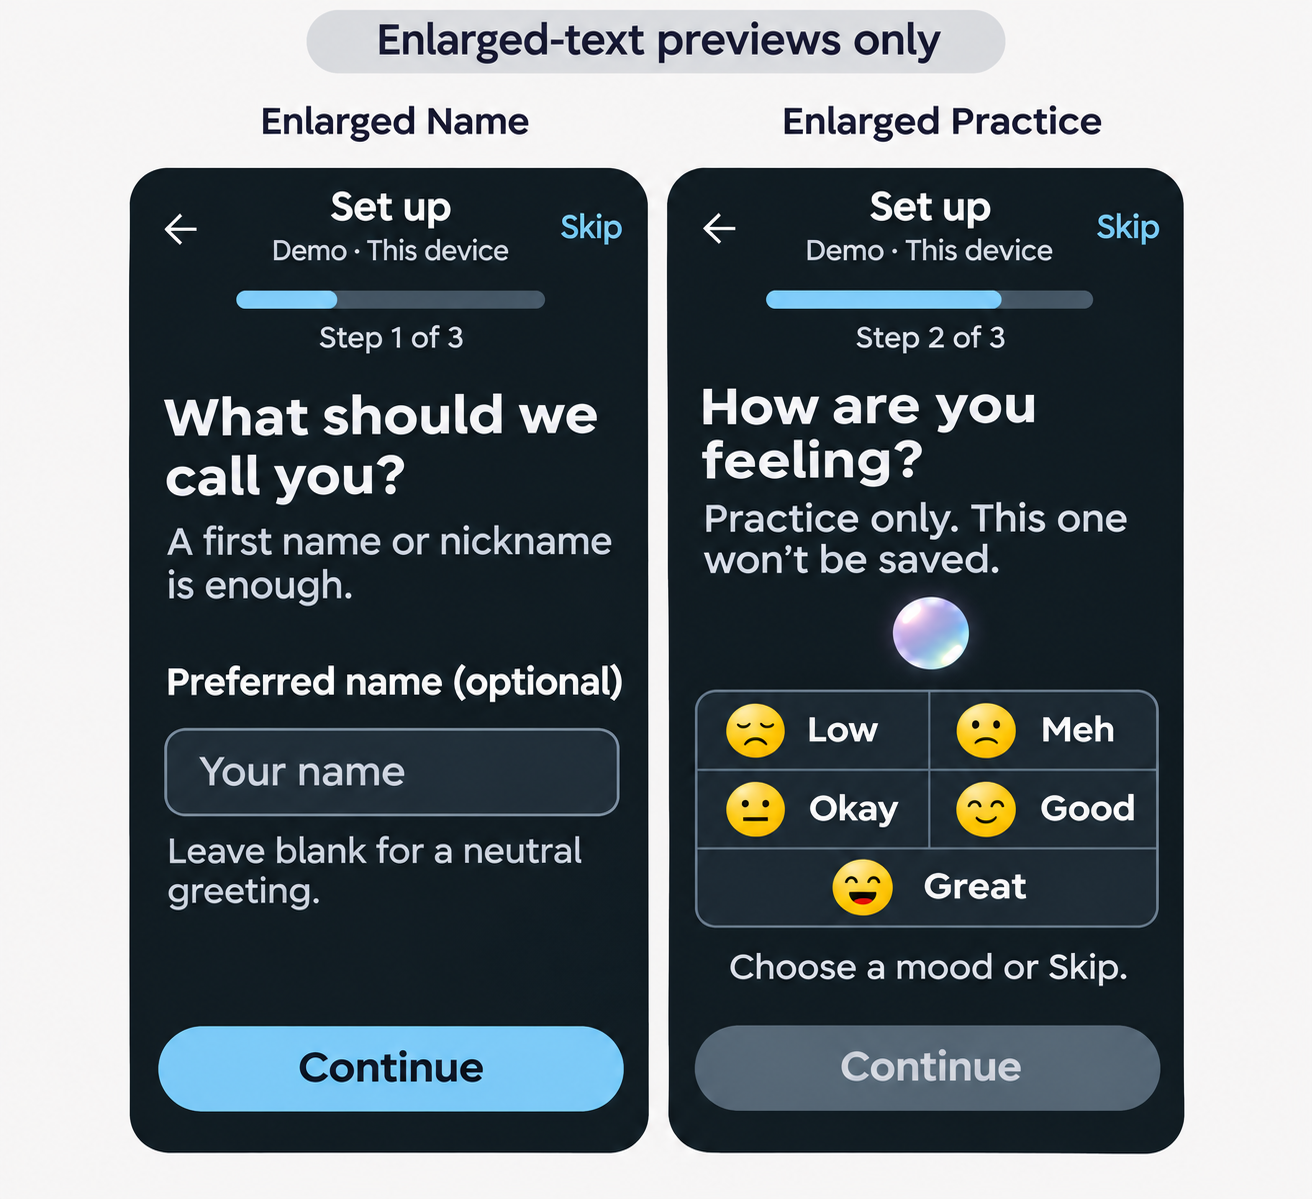 Enlarged-text previews only
Enlarged Name
Set up
Skip
Demo · This device
Step 1 of 3
What should we
call you?
A first name or nickname
is enough.
Preferred name (optional)
Your name
Leave blank for a neutral
greeting.
Continue
Enlarged Practice
Set up
Skip
Demo · This device
Step 2 of 3
How are you
feeling?
Practice only. This one
won’t be saved.
Low
Meh
Okay
Good
Great
Choose a mood or Skip.
Continue